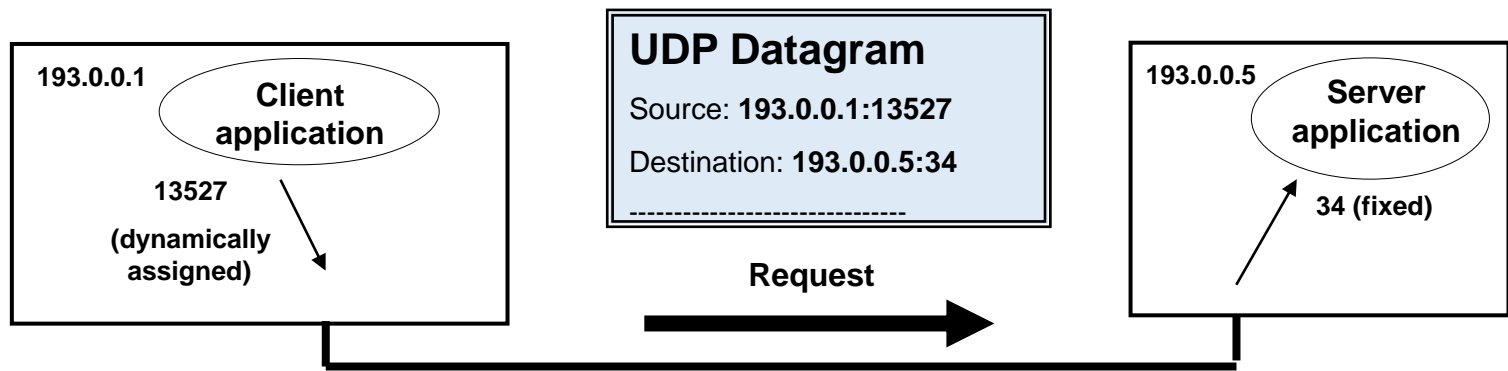 193.0.0.1
Client
application
13527
(dynamically
assigned)
UDP Datagram
Source: 193.0.0.1:13527
Destination: 193.0.0.5:34
-------------------------------
Request
193.0.0.5
Server
application
34 (fixed)